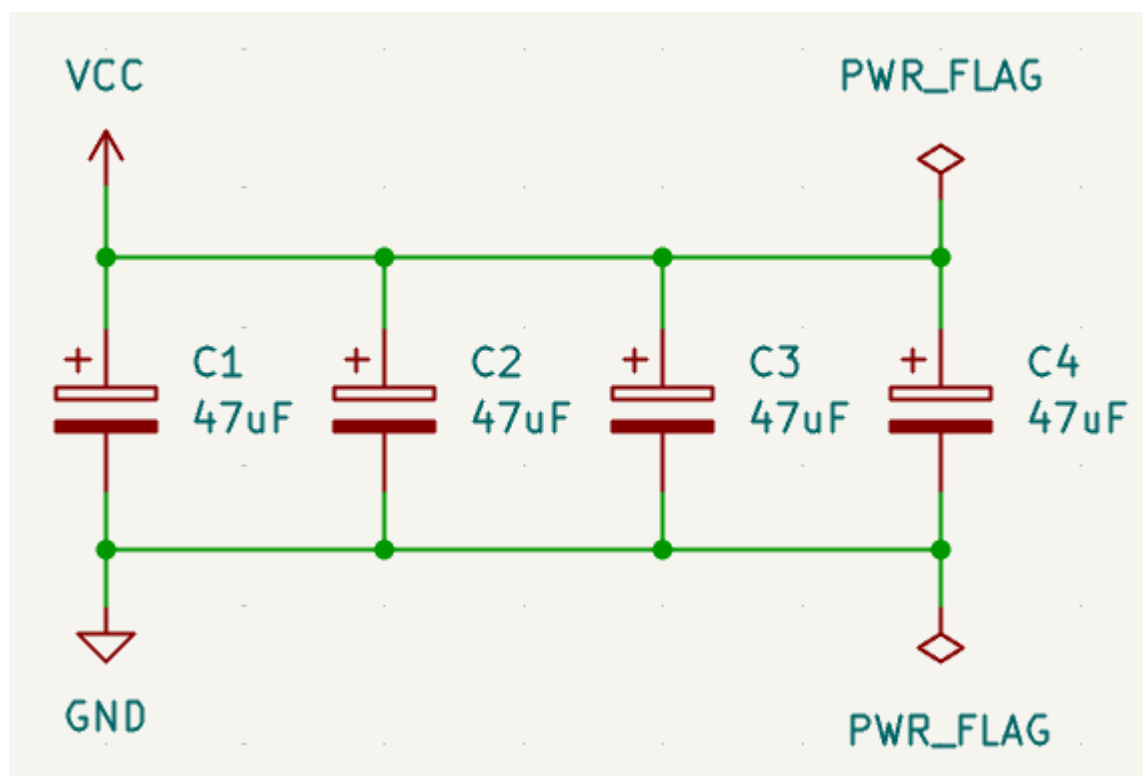 VCC
PWR_FLAG
+ C1
47uF
+ C2
47uF
+ C3
47uF
+ C4
47uF
GND
PWR_FLAG